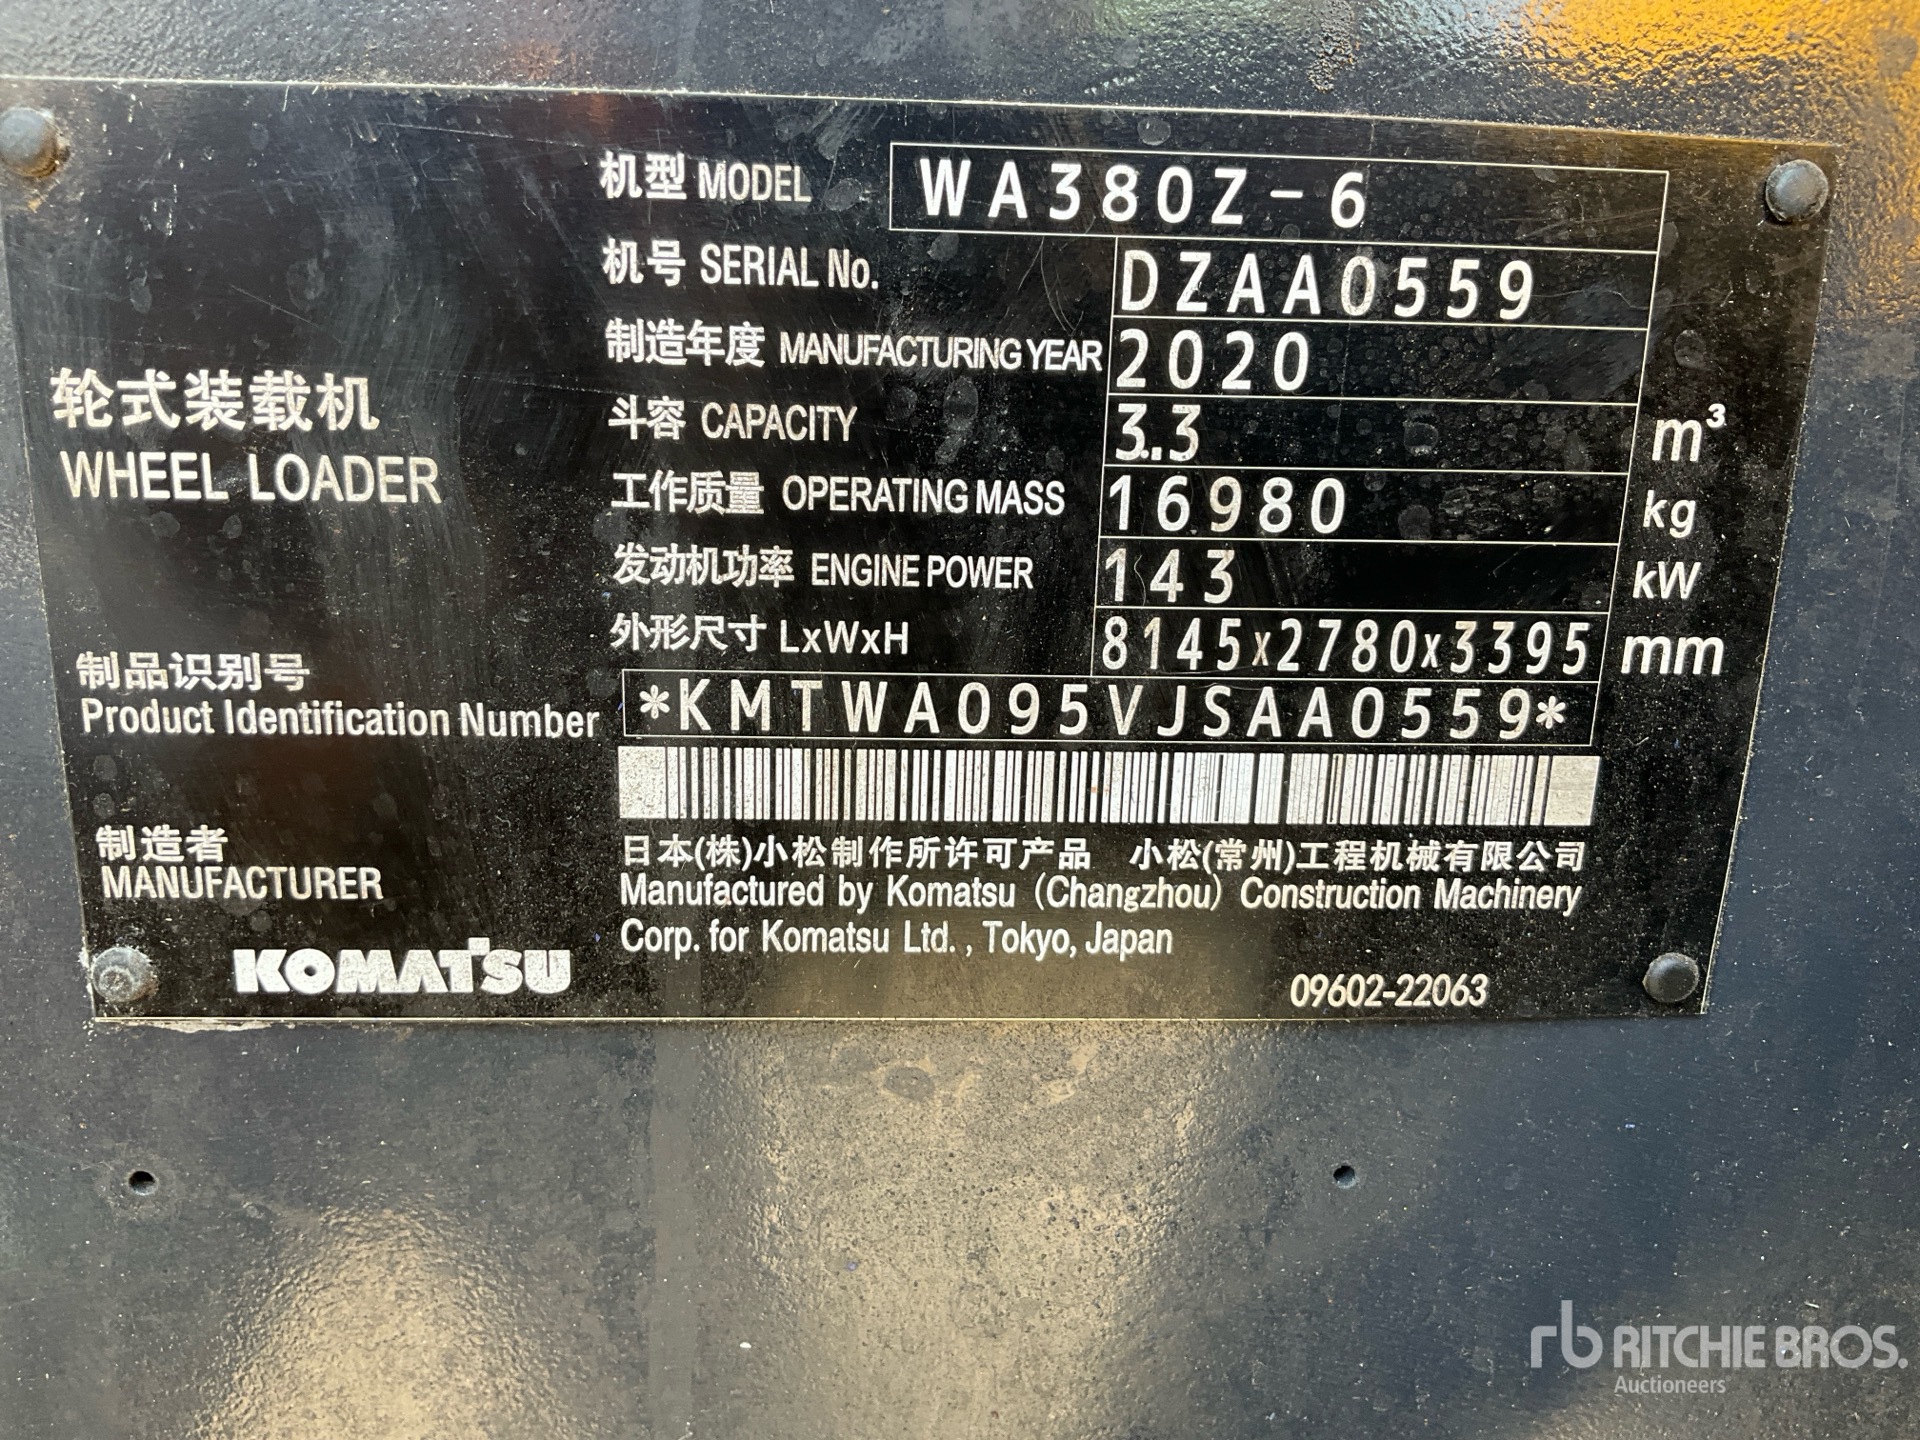 机型 MODEL WA380Z-6
机号 SERIAL No. DZAA0559
制造年度 MANUFACTURING YEAR 2020
斗容 CAPACITY 3..3 m³
轮式装载机
WHEEL LOADER
工作质量 OPERATING MASS 16980 kg
发动机功率 ENGINE POWER 143 kW
外形尺寸 LxWxH 8145x2780x3395 mm
制品识别号
Product Identification Number *KMTWA095VJSAA0559*
制造者
MANUFACTURER
日本(株)小松制作所许可产品 小松(常州)工程机械有限公司
Manufactured by Komatsu (Changzhou) Construction Machinery
Corp. for Komatsu Ltd. , Tokyo, Japan
KOMATSU
09602-22063
rb RITCHIE BROS.
Auctioneers